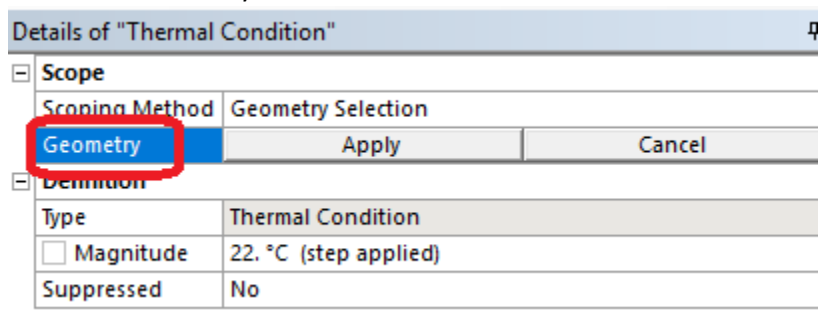 Details of "Thermal Condition"
Scope
Scoping Method Geometry Selection
Geometry Apply Cancel
Definition
Type Thermal Condition
Magnitude 22. °C (step applied)
Suppressed No